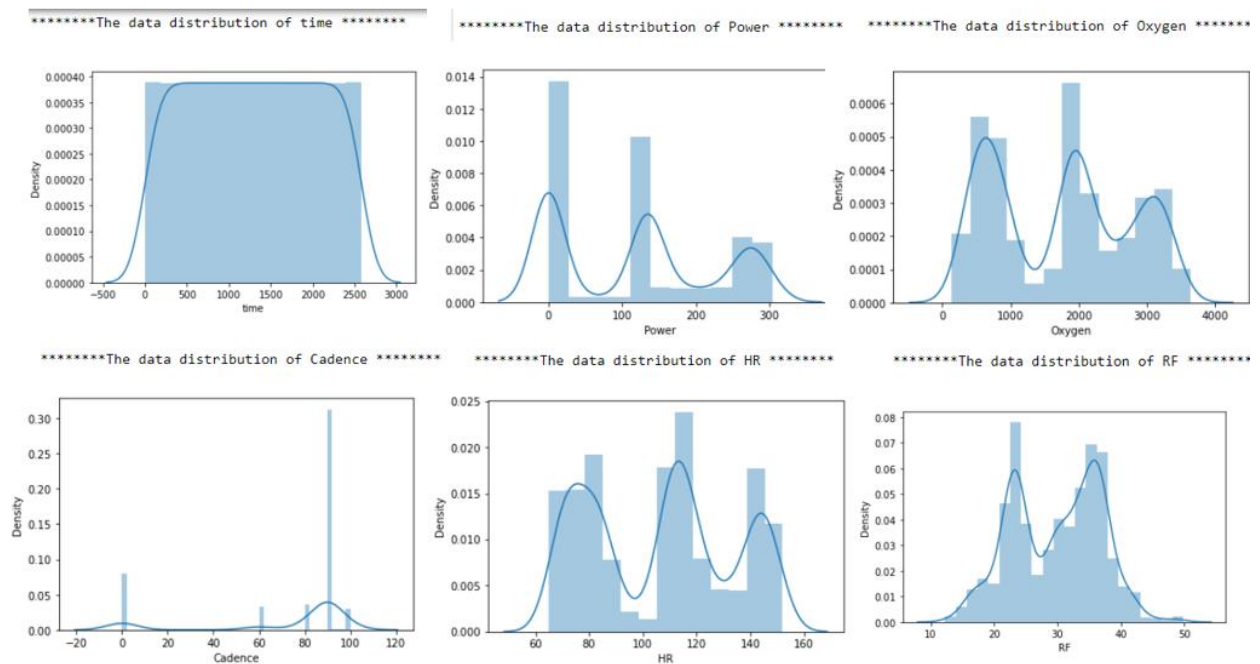 ********The data distribution of time ********
0.00040
0.00035
0.00030
0.00025
0.00020
0.00015
0.00010
0.00005
0.00000
Density
-500 0 500 1000 1500 2000 2500 3000
time
********The data distribution of Power ********
0.014
0.012
0.010
0.008
0.006
0.004
0.002
0.000
Density
0 100 200 300
Power
********The data distribution of Oxygen ********
0.0006
0.0005
0.0004
0.0003
0.0002
0.0001
0.0000
Density
0 1000 2000 3000 4000
Oxygen
********The data distribution of Cadence ********
0.30
0.25
0.20
0.15
0.10
0.05
0.00
Density
-20 0 20 40 60 80 100 120
Cadence
********The data distribution of HR ********
0.025
0.020
0.015
0.010
0.005
0.000
Density
60 80 100 120 140 160
HR
********The data distribution of RF ********
0.08
0.07
0.06
0.05
0.04
0.03
0.02
0.01
0.00
Density
10 20 30 40 50
RF